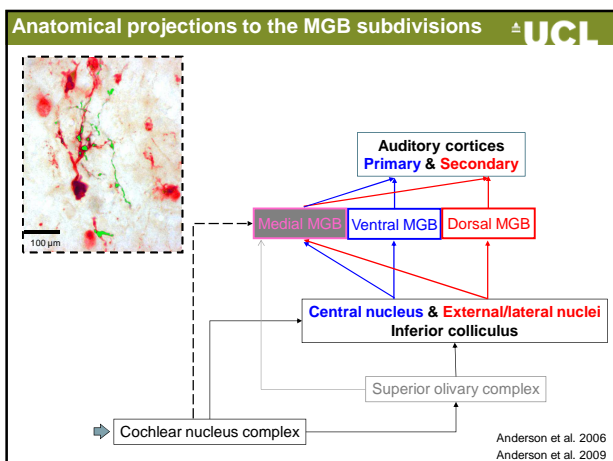 Anatomical projections to the MGB subdivisions
UCL
100 µm
Auditory cortices
Primary & Secondary
Medial MGB
Ventral MGB
Dorsal MGB
Central nucleus & External/lateral nuclei
Inferior colliculus
Superior olivary complex
Cochlear nucleus complex
Anderson et al. 2006
Anderson et al. 2009